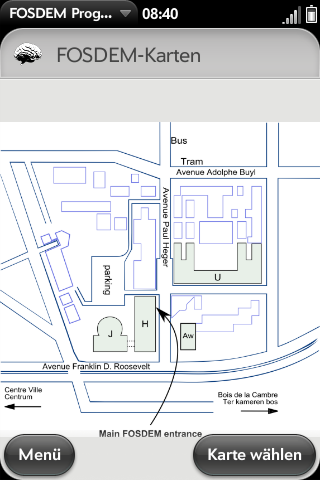 FOSDEM Prog...
08:40
FOSDEM-Karten
Bus
Tram
Avenue Adolphe Buyl
Avenue Paul Heger
parking
U
J
H
Aw
Avenue Franklin D. Roosevelt
Centre Ville
Centrum
Bois de la Cambre
Ter kameren bos
Main FOSDEM entrance
Menü
Karte wählen